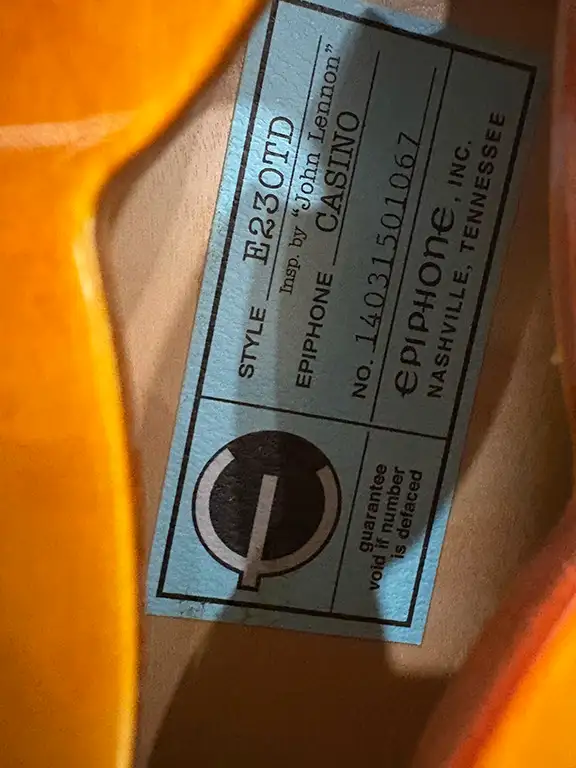 STYLE E230TD
Insp. by "John Lennon"
EPIPHONE CASINO
NO. 14031501067
EPIPHONE, INC.
NASHVILLE, TENNESSEE
guarantee
void if number
is defaced